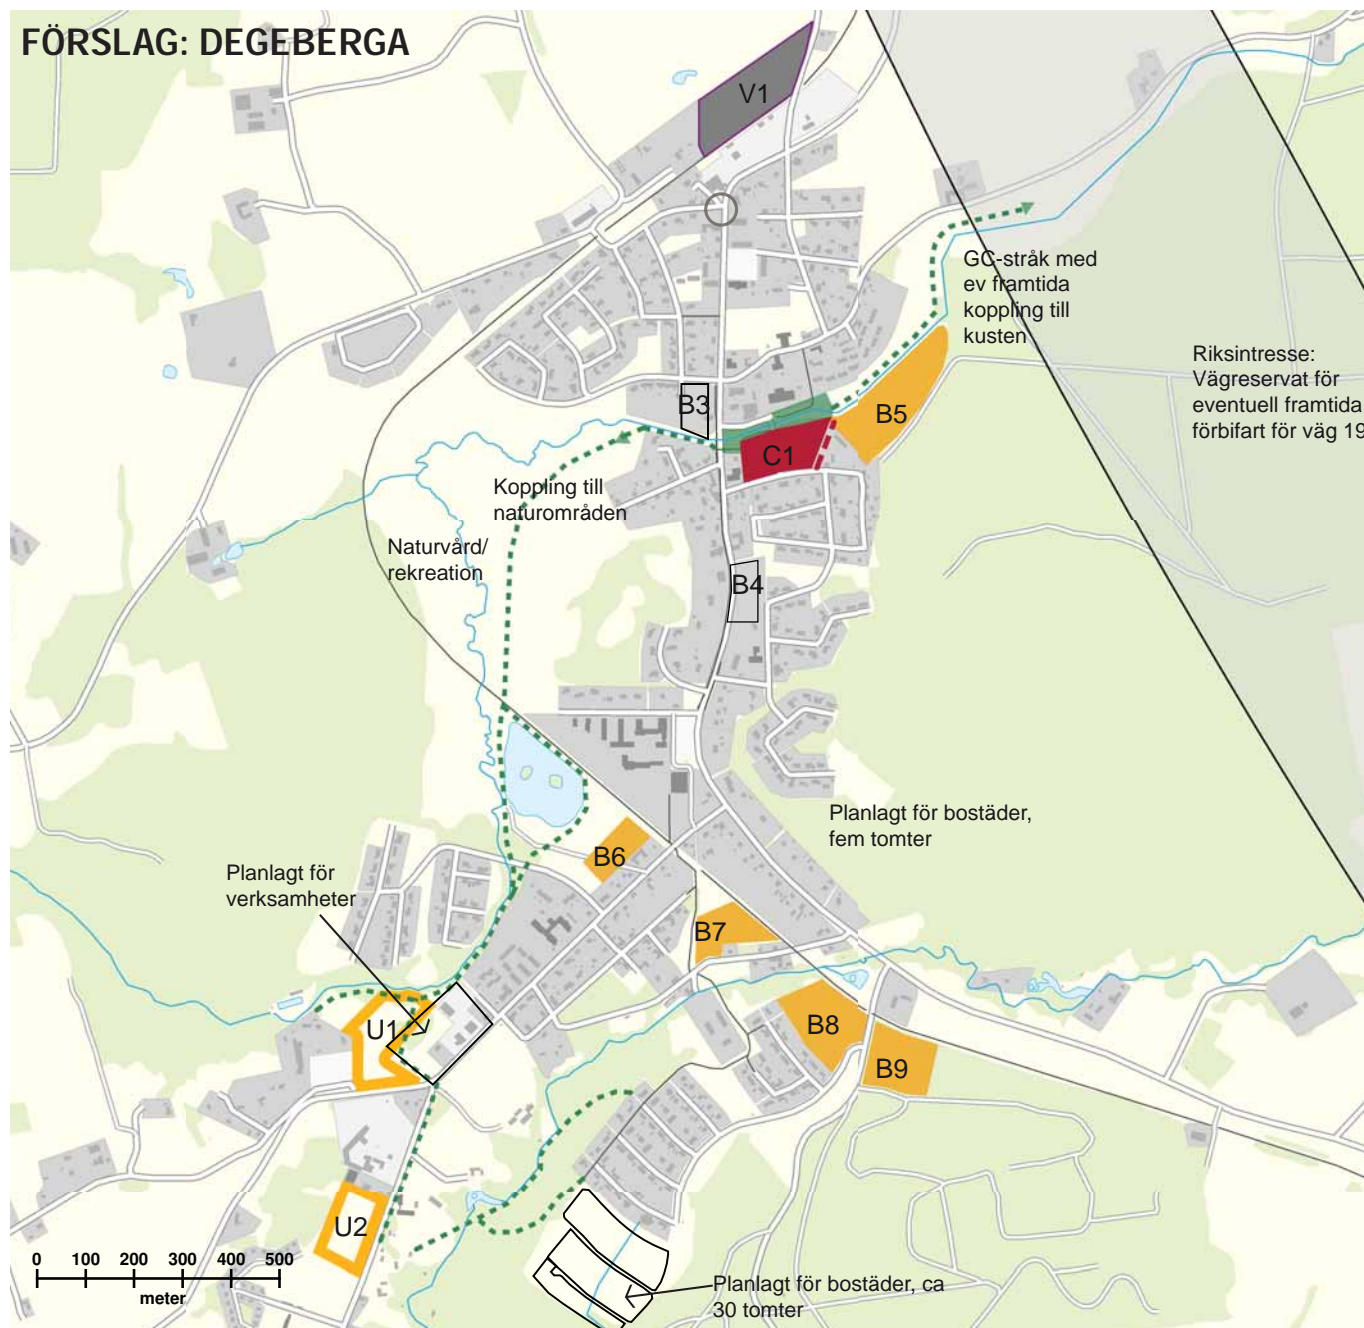 FÖRSLAG: DEGEBERGA
V1
GC-stråk med
ev framtida
koppling till
kusten
Riksintresse:
Vägreservat för
eventuell framtida
förbifart för väg 19
B3
B5
C1
Koppling till
naturområden
Naturvård/
rekreation
B4
Planlagt för bostäder,
fem tomter
B6
Planlagt för
verksamheter
B7
U1
B8
B9
U2
0 100 200 300 400 500
meter
Planlagt för bostäder, ca
30 tomter